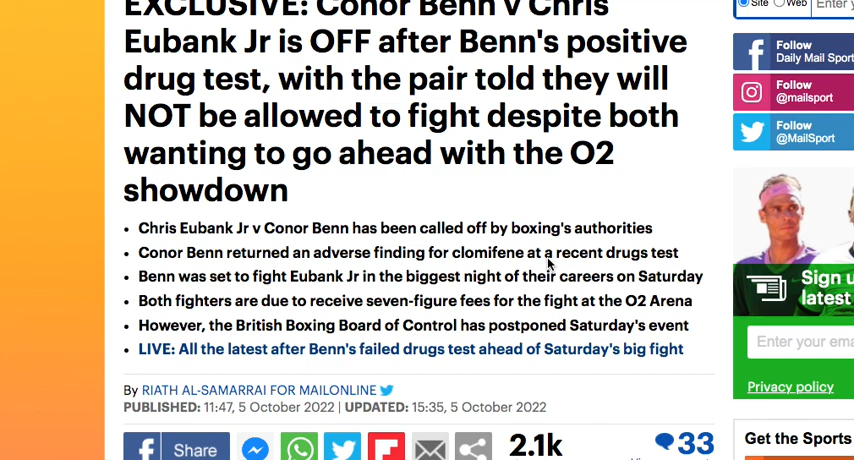 EXCLUSIVE: Conor Benn v Chris
Eubank Jr is OFF after Benn's positive
drug test, with the pair told they will
NOT be allowed to fight despite both
wanting to go ahead with the O2
showdown
• Chris Eubank Jr v Conor Benn has been called off by boxing's authorities
• Conor Benn returned an adverse finding for clomifene at a recent drugs test
• Benn was set to fight Eubank Jr in the biggest night of their careers on Saturday
• Both fighters are due to receive seven-figure fees for the fight at the O2 Arena
• However, the British Boxing Board of Control has postponed Saturday's event
• LIVE: All the latest after Benn's failed drugs test ahead of Saturday's big fight
By RIATH AL-SAMARRAI FOR MAILONLINE
PUBLISHED: 11:47, 5 October 2022 | UPDATED: 15:35, 5 October 2022
Share
2.1k
33
Site Web Enter
Follow
Daily Mail Sport
Follow
@mailsport
Follow
@MailSport
Sign u
latest
Enter your ema
Privacy policy
Get the Sports